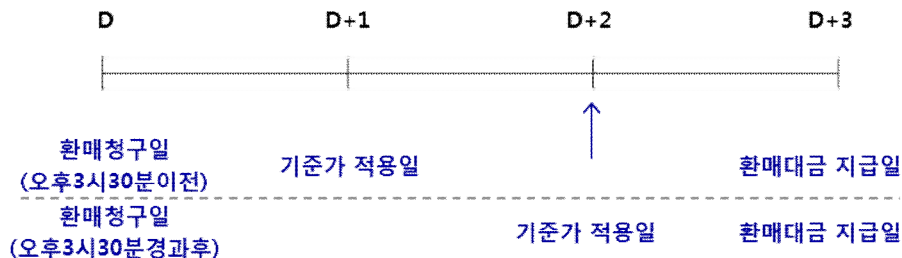 D D+1 D+2 D+3
환매청구일
(오후3시30분이전)
기준가 적용일
환매대금 지급일
환매청구일
(오후3시30분경과후)
기준가 적용일
환매대금 지급일